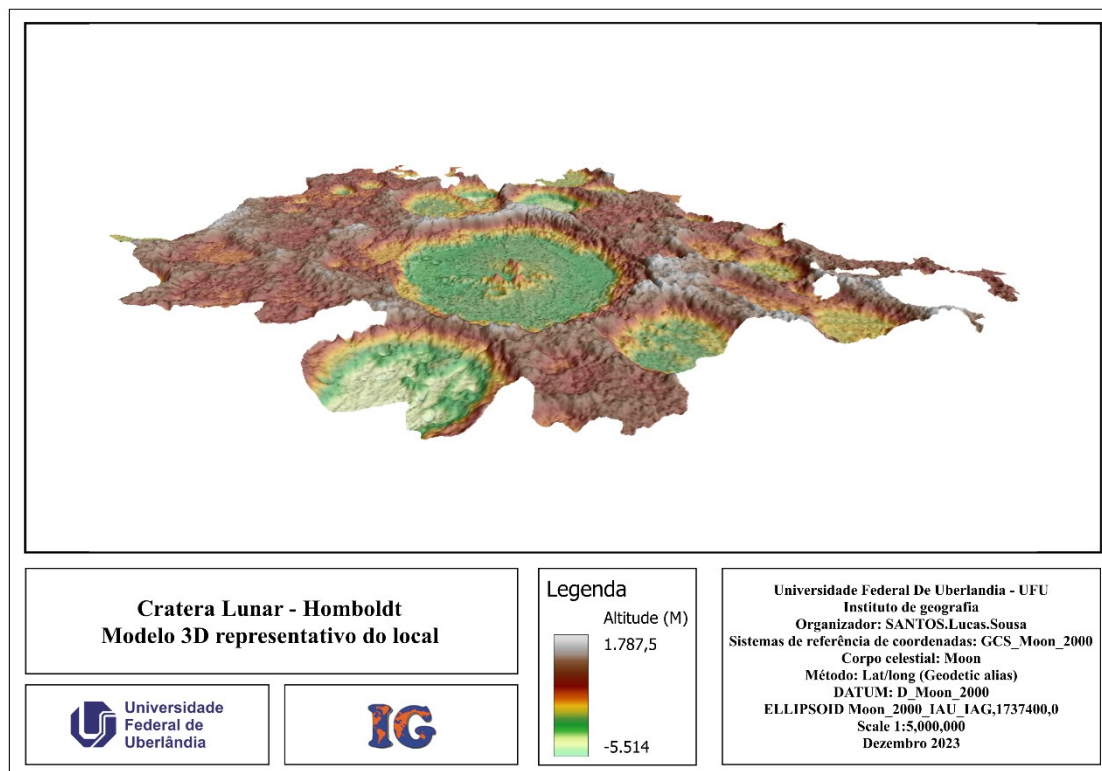 Cratera Lunar - Homboldt
Modelo 3D representativo do local
Universidade
Federal de
Uberlândia
IG
Legenda
Altitude (M)
1.787,5
-5.514
Universidade Federal De Uberlandia - UFU
Instituto de geografia
Organizador: SANTOS.Lucas.Sousa
Sistemas de referência de coordenadas: GCS_Moon_2000
Corpo celestial: Moon
Método: Lat/long (Geodetic alias)
DATUM: D_Moon_2000
ELLIPSOID Moon_2000_IAU_IAG,1737400,0
Scale 1:5,000,000
Dezembro 2023